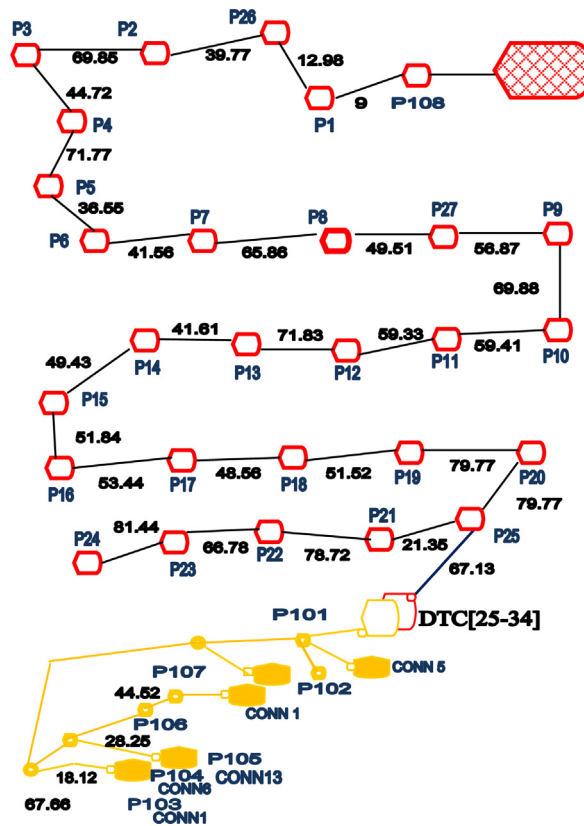 P3 P2 P26
69.85 39.77 12.98
44.72 9 P108
P4 P1
71.77
P5
36.55
P6 P7 P8 P27 P9
41.56 65.86 49.51 56.87
69.88
41.61 71.83 59.33 P10
P14 P13 P12 P11 59.41
49.43
P15
51.84
P16 P17 P18 P19 P20
53.44 48.56 51.52 79.77
79.77
P24 81.44 P21 P25
P23 66.78 P22 78.72 21.35
67.13
P101 DTC[25-34]
P107 P102 CONN 5
44.52 CONN 1
P106
28.25 P105
18.12 P104 CONN13
67.66 CONN6
P103
CONN1